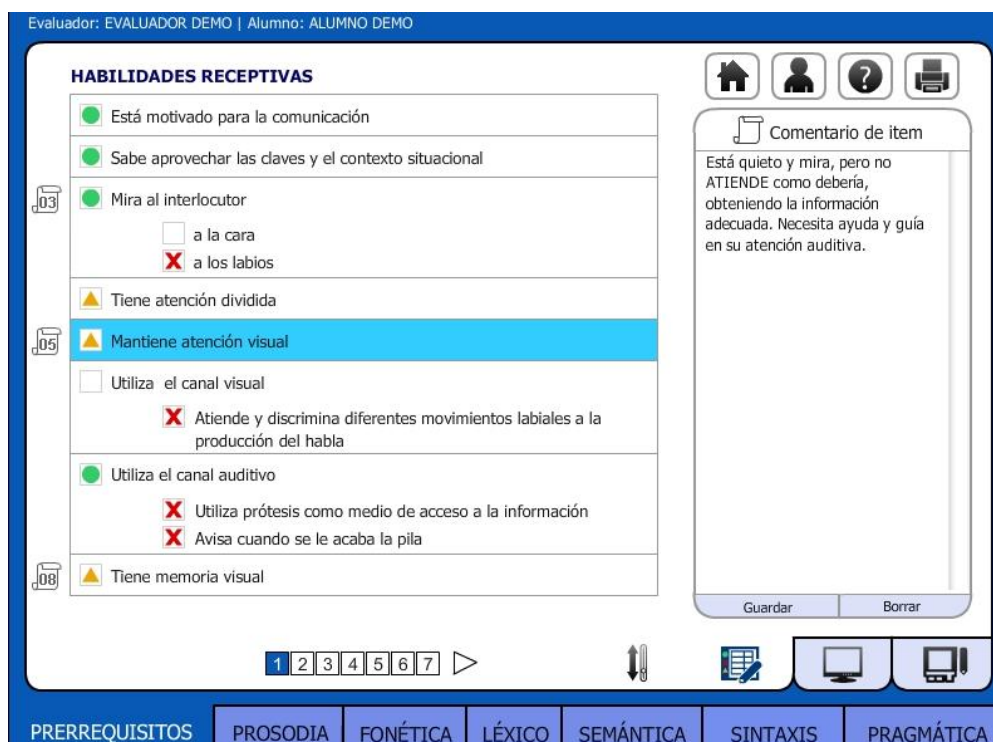 Evaluador: EVALUADOR DEMO | Alumno: ALUMNO DEMO
HABILIDADES RECEPTIVAS
Está motivado para la comunicación
Sabe aprovechar las claves y el contexto situacional
03 Mira al interlocutor
a la cara
X a los labios
Tiene atención dividida
05 Mantiene atención visual
Utiliza el canal visual
X Atiende y discrimina diferentes movimientos labiales a la
producción del habla
Utiliza el canal auditivo
X Utiliza prótesis como medio de acceso a la información
X Avisa cuando se le acaba la pila
08 Tiene memoria visual
?
Comentario de item
Está quieto y mira, pero no
ATIENDE como debería,
obteniendo la información
adecuada. Necesita ayuda y guía
en su atención auditiva.
Guardar Borrar
1 2 3 4 5 6 7
PRERREQUISITOS PROSODIA FONÉTICA LÉXICO SEMÁNTICA SINTAXIS PRAGMÁTICA